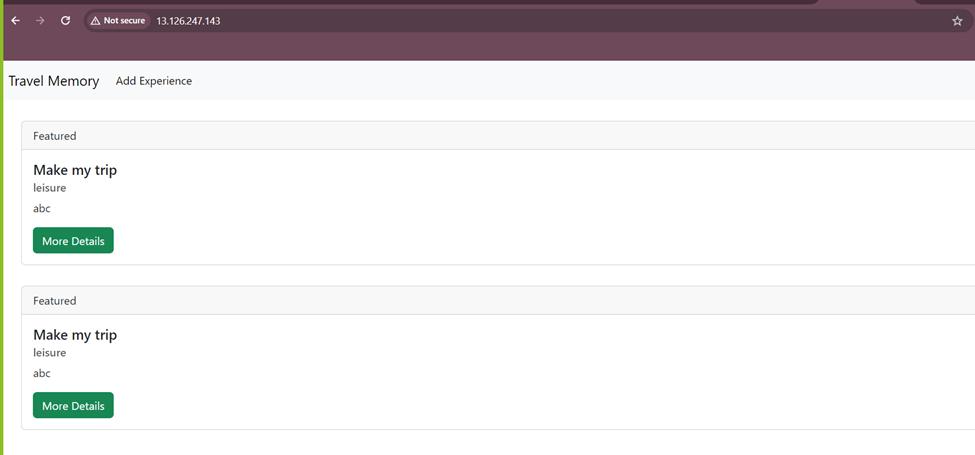 Not secure 13.126.247.143
Travel Memory Add Experience
Featured
Make my trip
leisure
abc
More Details
Featured
Make my trip
leisure
abc
More Details